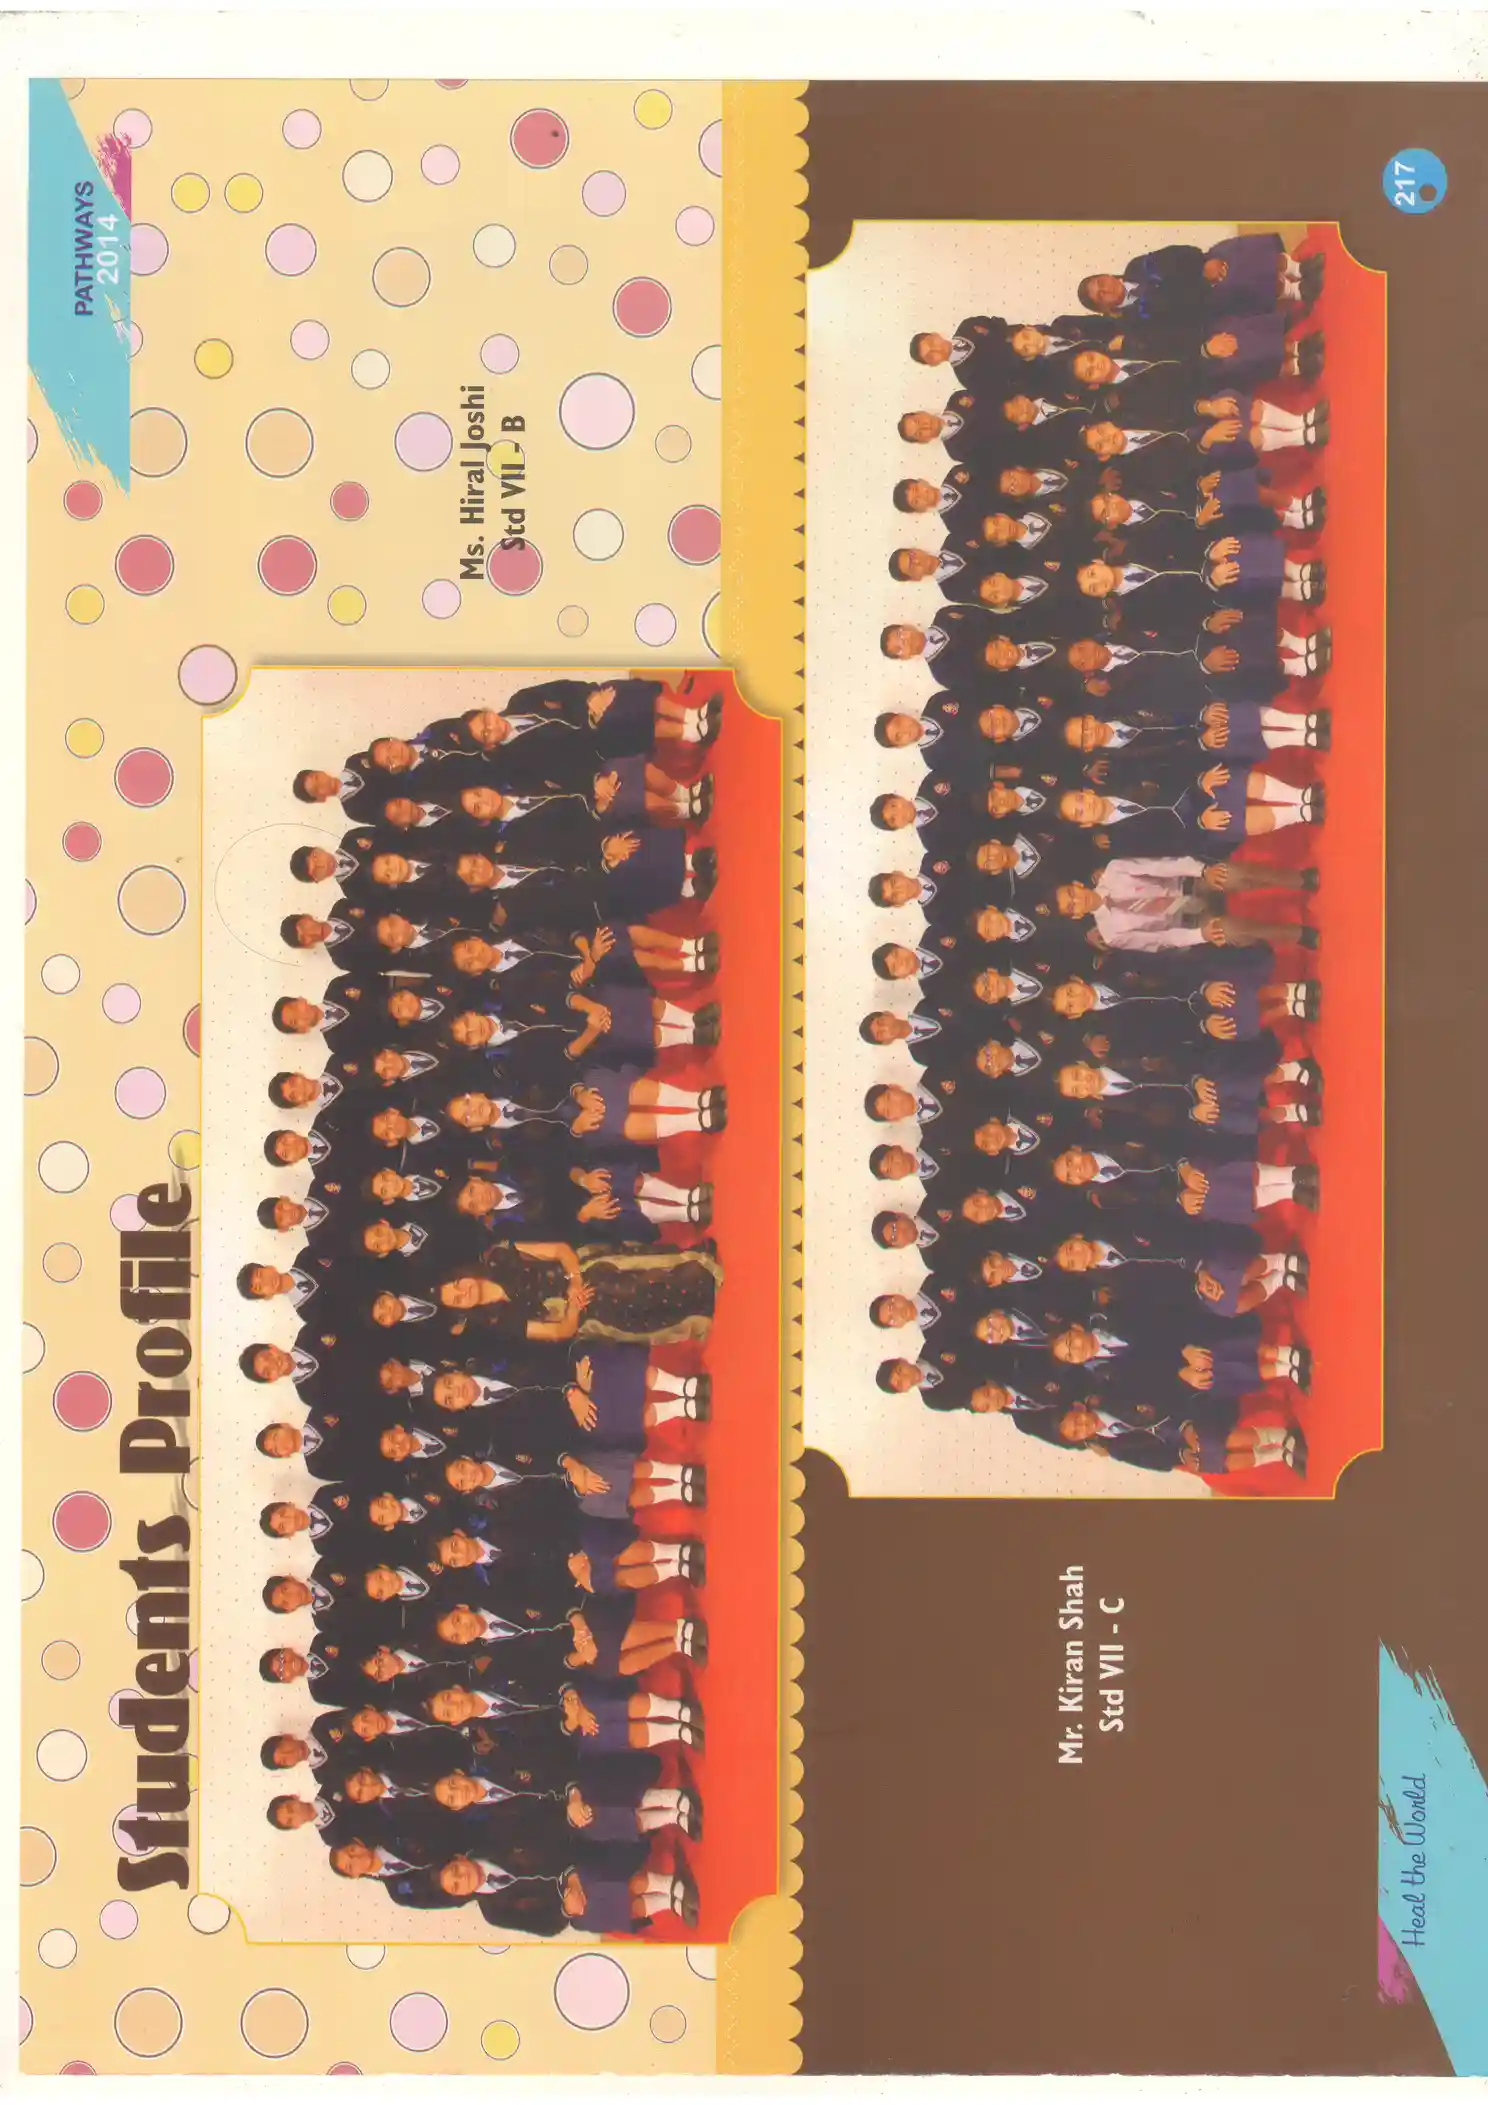 PATHWAYS
2014
Students Profile
Ms. Hiral Joshi
Std VII - B
Mr. Kiran Shah
Std VII - C
Heal the World
217